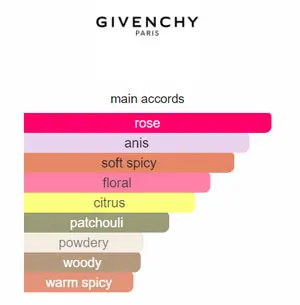 GIVENCHY
PARIS
main accords
rose
anis
soft spicy
floral
citrus
patchouli
powdery
woody
warm spicy